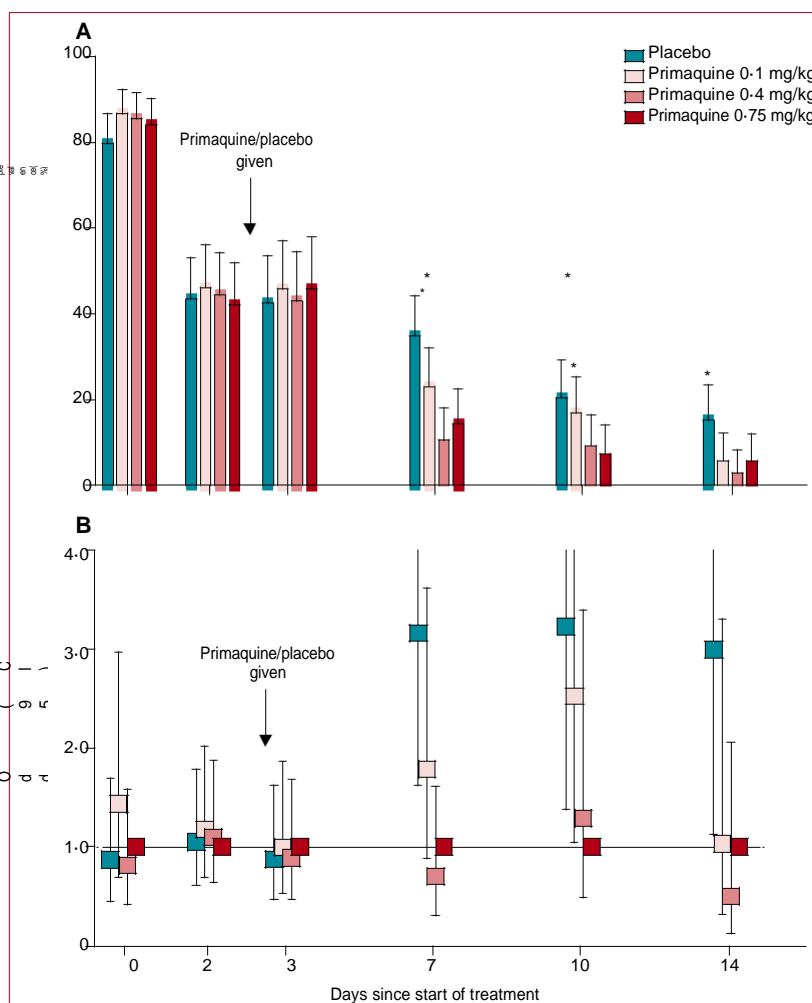 A
100
80
60
40
20
0
Placebo
Primaquine 0·1 mg/kg
Primaquine 0·4 mg/kg
Primaquine 0·75 mg/kg
Primaquine/placebo
given
*
*
*
*
*
B
4·0
3·0
2·0
1·0
0
Primaquine/placebo
given
0 2 3 7 10 14
Days since start of treatment